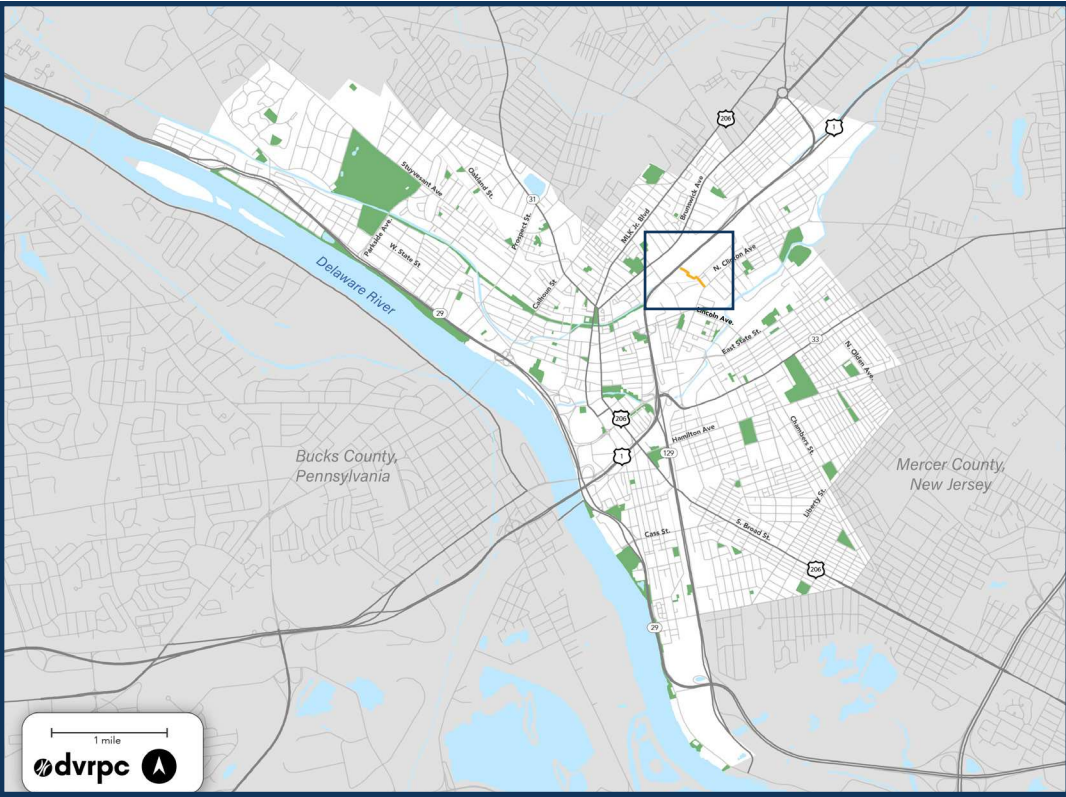 206
1
Stuyvesant Ave
Oakland St.
31
Prospect St.
MLK Jr. Blvd
Brunswick Ave
Parkside Ave.
W. State St
N. Clinton Ave
Delaware River
Calhoun St.
29
Lincoln Ave.
East State St.
33
N. Olden Ave.
206
Hamilton Ave
Chambers St.
129
1
Bucks County,
Pennsylvania
Mercer County,
New Jersey
Liberty St.
S. Broad St.
Cass St.
206
29
1 mile
dvrpc